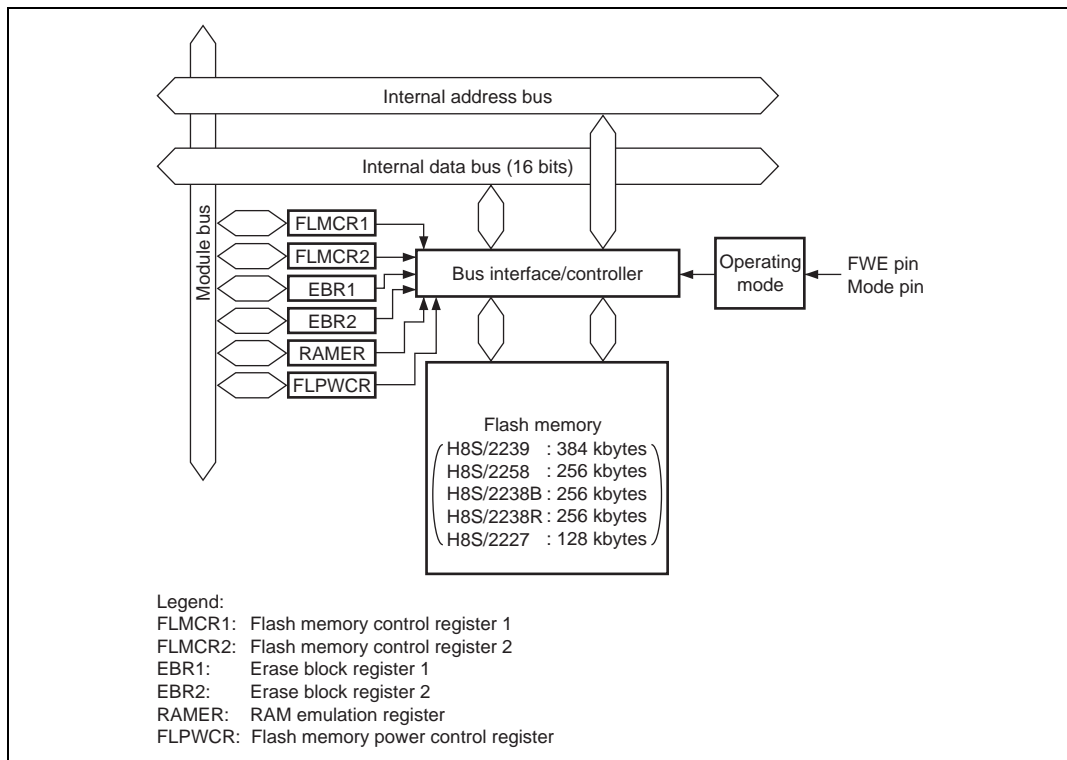 Internal address bus
Internal data bus (16 bits)
Module bus
FLMCR1
FLMCR2
EBR1
EBR2
RAMER
FLPWCR
Bus interface/controller
Operating
mode
FWE pin
Mode pin
Flash memory
H8S/2239 : 384 kbytes
H8S/2258 : 256 kbytes
H8S/2238B : 256 kbytes
H8S/2238R : 256 kbytes
H8S/2227 : 128 kbytes
Legend:
FLMCR1: Flash memory control register 1
FLMCR2: Flash memory control register 2
EBR1: Erase block register 1
EBR2: Erase block register 2
RAMER: RAM emulation register
FLPWCR: Flash memory power control register